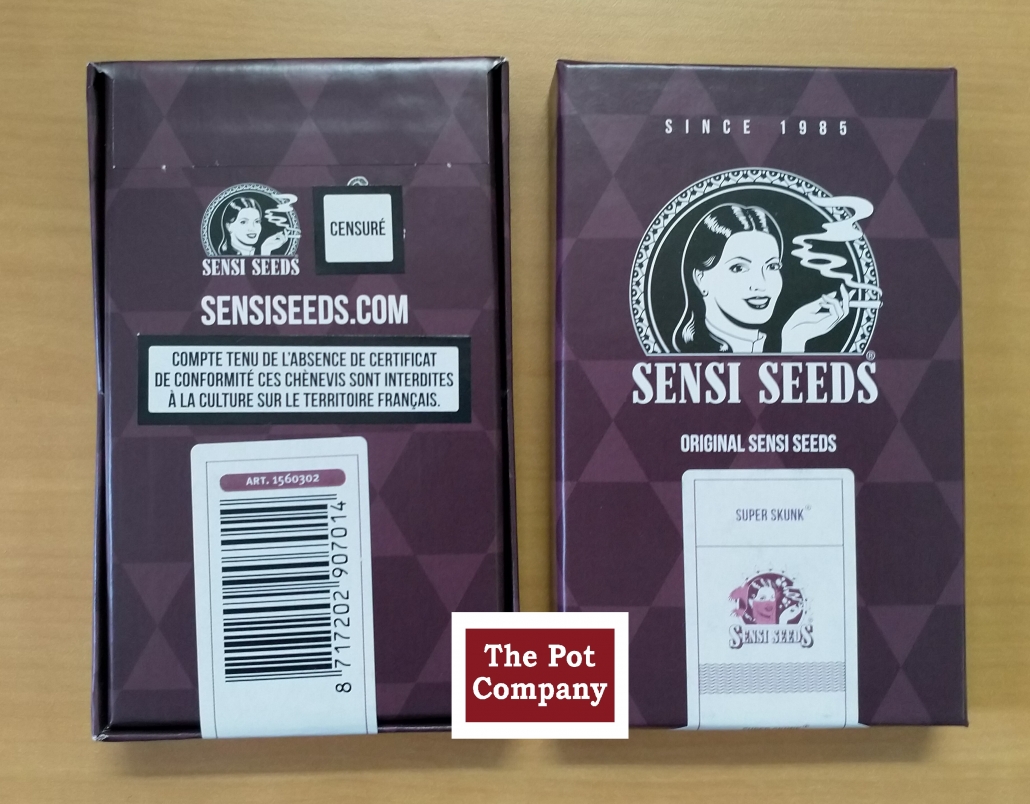 SENSI SEEDS
CENSURÉ
SENSISEEDS.COM
COMPTE TENU DE L'ABSENCE DE CERTIFICAT
DE CONFORMITÉ CES CHÈNEVIS SONT INTERDITES
À LA CULTURE SUR LE TERRITOIRE FRANÇAIS.
ART. 1560302
8 717202 907014
SINCE 1985
SENSI SEEDS®
ORIGINAL SENSI SEEDS
SUPER SKUNK®
SENSI SEEDS
The Pot
Company